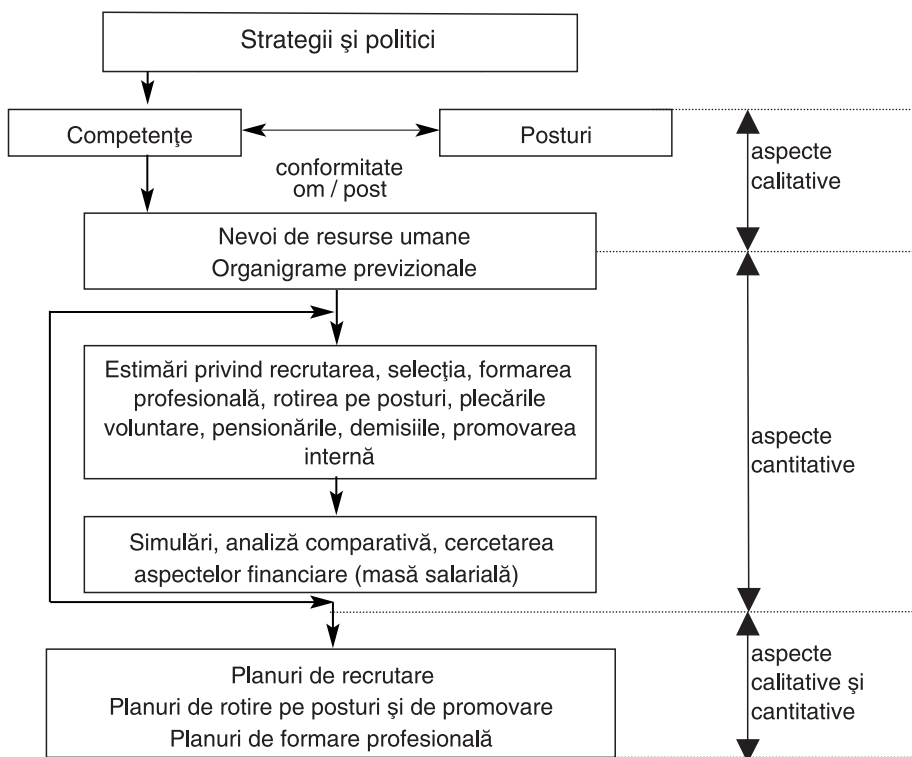 Strategii şi politici
Competenţe
Posturi
conformitate
om / post
aspecte
calitative
Nevoi de resurse umane
Organigrame previzionale
Estimări privind recrutarea, selecţia, formarea
profesională, rotirea pe posturi, plecările
voluntare, pensionările, demisiile, promovarea
internă
aspecte
cantitative
Simulări, analiză comparativă, cercetarea
aspectelor financiare (masă salarială)
Planuri de recrutare
Planuri de rotire pe posturi şi de promovare
Planuri de formare profesională
aspecte
calitative şi
cantitative